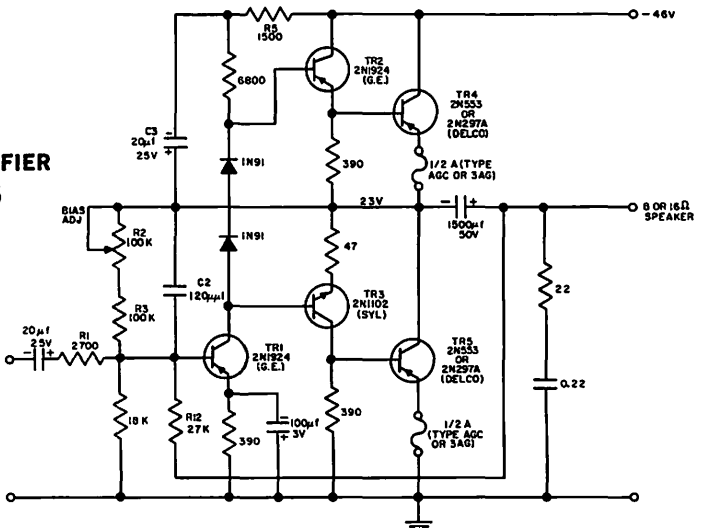 FIER
R5
1500
-46V
TR2
2N1924
(G.E.)
6800
TR4
2N553
OR
2N297A
(DELCO)
C3
20µf
25V
1N91
390
1/2 A (TYPE
AGC OR 3AG)
23V
8 OR 16Ω
SPEAKER
BIAS
ADJ
R2
100K
1500µf
50V
1N91
47
22
C2
120µµf
TR3
2N1102
(SYL)
R3
100K
20µf
25V
R1
2700
TR1
2N1924
(G.E.)
TR5
2N553
OR
2N297A
(DELCO)
0.22
18K
R12
27K
390
100µf
3V
390
1/2 A
(TYPE AGC
OR 3AG)